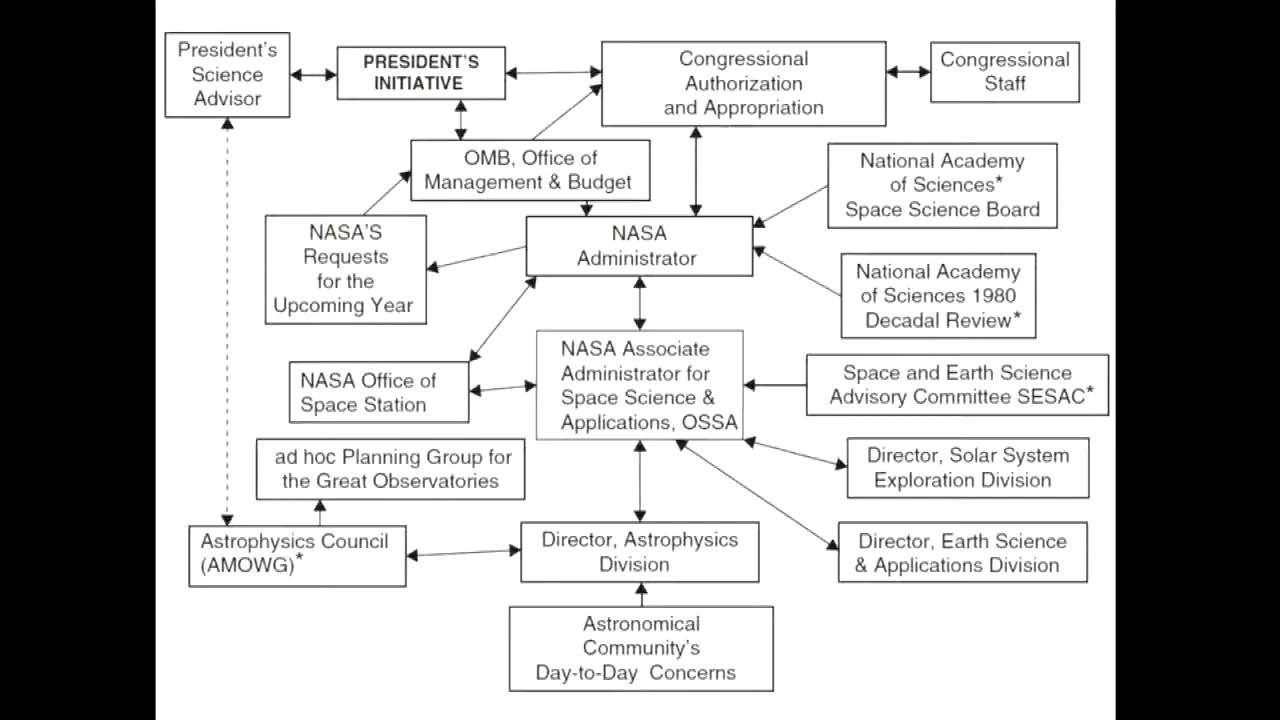 President's
Science
Advisor
PRESIDENT'S
INITIATIVE
Congressional
Authorization
and Appropriation
Congressional
Staff
OMB, Office of
Management & Budget
National Academy
of Sciences*
Space Science Board
NASA'S
Requests
for the
Upcoming Year
NASA
Administrator
National Academy
of Sciences 1980
Decadal Review*
NASA Office of
Space Station
NASA Associate
Administrator for
Space Science &
Applications, OSSA
Space and Earth Science
Advisory Committee SESAC*
ad hoc Planning Group for
the Great Observatories
Director, Solar System
Exploration Division
Astrophysics Council
(AMOWG)*
Director, Astrophysics
Division
Director, Earth Science
& Applications Division
Astronomical
Community's
Day-to-Day Concerns